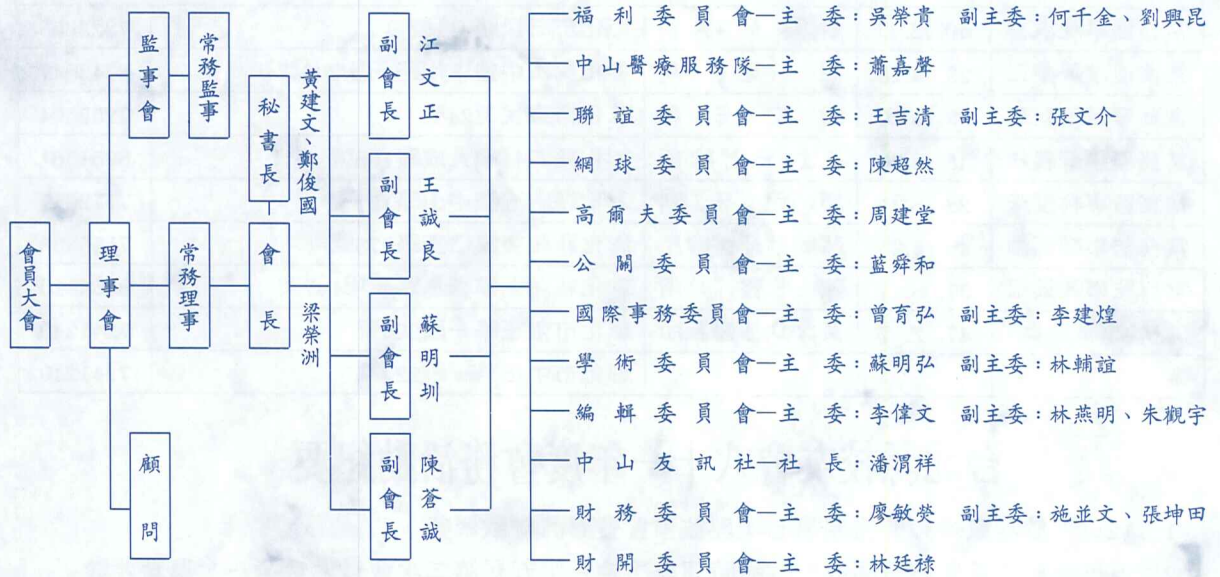 會員大會
理事會
監事會
常務監事
常務理事
顧問
秘書長
黃建文、鄭俊國
會長
梁榮洲
副會長
江文正
副會長
王誠良
副會長
蘇明圳
副會長
陳蒼誠
福利委員會—主 委：吳榮貴 副主委：何千金、劉興昆
中山醫療服務隊—主 委：蕭嘉聲
聯誼委員會—主 委：王吉清 副主委：張文介
網球委員會—主 委：陳超然
高爾夫委員會—主 委：周建堂
公關委員會—主 委：藍舜和
國際事務委員會—主 委：曾育弘 副主委：李建煌
學術委員會—主 委：蘇明弘 副主委：林輔誼
編輯委員會—主 委：李偉文 副主委：林燕明、朱觀宇
中山友訊社—社 長：潘渭祥
財務委員會—主 委：廖敏熒 副主委：施並文、張坤田
財開委員會—主 委：林廷祿